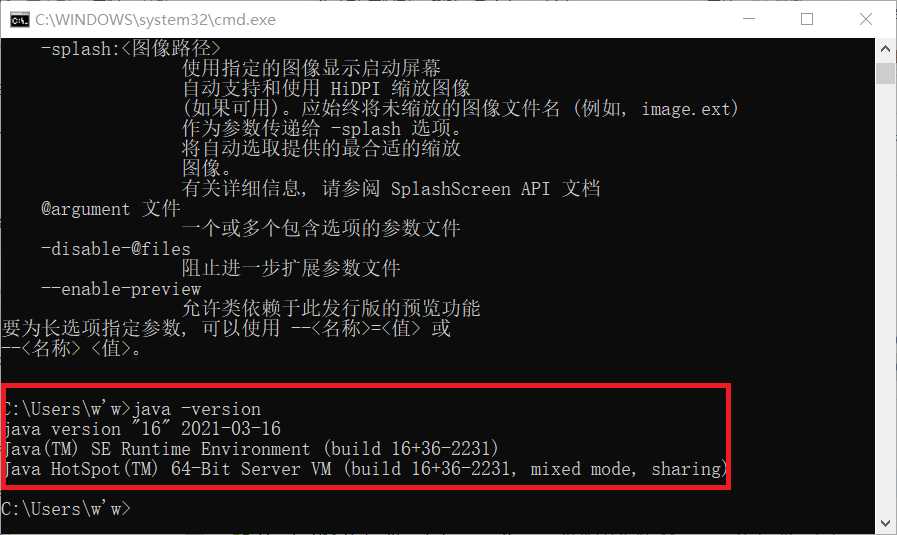 C:\WINDOWS\system32\cmd.exe
-splash:<图像路径>
使用指定的图像显示启动屏幕
自动支持和使用 HiDPI 缩放图像
(如果可用)。应始终将未缩放的图像文件名 (例如, image.ext)
作为参数传递给 -splash 选项。
将自动选取提供的最合适的缩放
图像。
有关详细信息, 请参阅 SplashScreen API 文档
@argument 文件
一个或多个包含选项的参数文件
-disable-@files
阻止进一步扩展参数文件
--enable-preview
允许类依赖于此发行版的预览功能
要为长选项指定参数, 可以使用 --<名称>=<值> 或
--<名称> <值>。
C:\Users\w'w>java -version
java version "16" 2021-03-16
Java(TM) SE Runtime Environment (build 16+36-2231)
Java HotSpot(TM) 64-Bit Server VM (build 16+36-2231, mixed mode, sharing)
C:\Users\w'w>